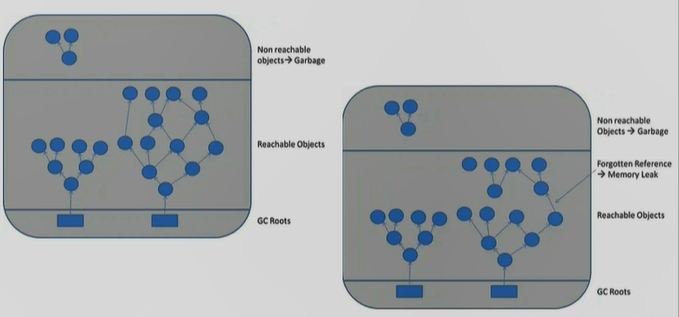 Non reachable
objects→ Garbage
Reachable Objects
GC Roots
Non reachable
Objects → Garbage
Forgotten Reference
→ Memory Leak
Reachable Objects
GC Roots